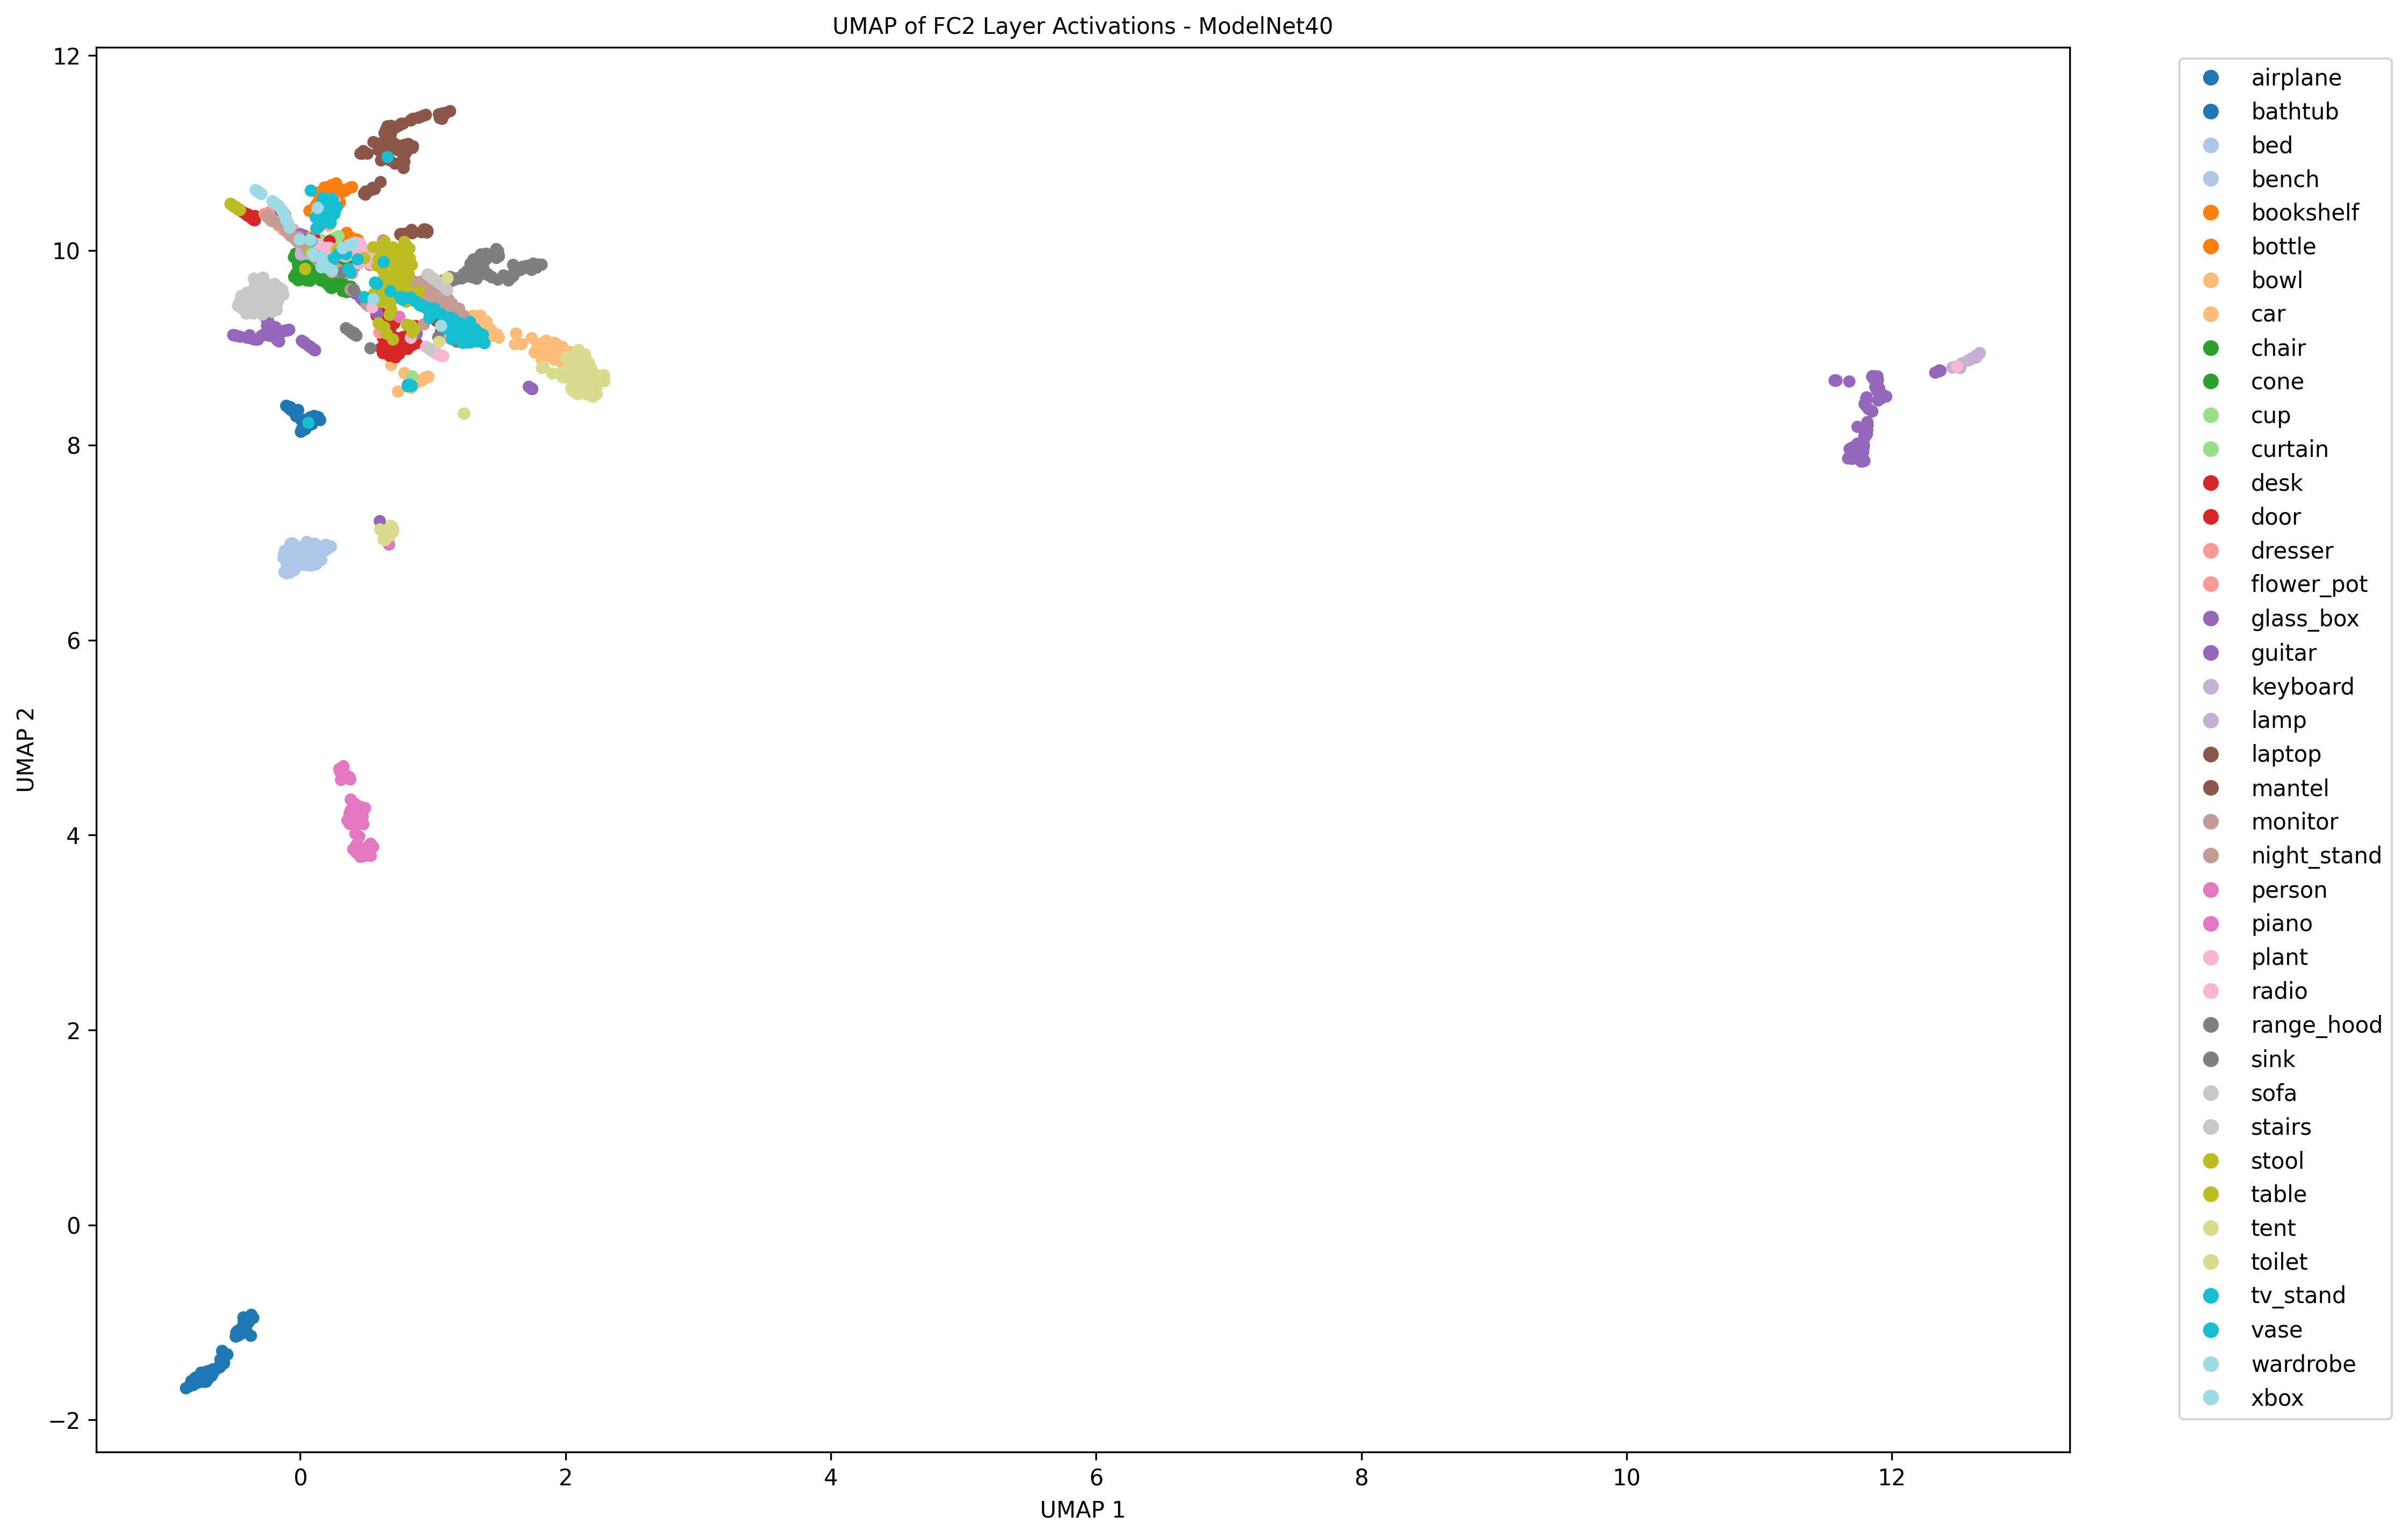 UMAP of FC2 Layer Activations - ModelNet40
12
10
8
6
4
2
0
−2
UMAP 2
0
2
4
6
8
10
12
UMAP 1
airplane
bathtub
bed
bench
bookshelf
bottle
bowl
car
chair
cone
cup
curtain
desk
door
dresser
flower_pot
glass_box
guitar
keyboard
lamp
laptop
mantel
monitor
night_stand
person
piano
plant
radio
range_hood
sink
sofa
stairs
stool
table
tent
toilet
tv_stand
vase
wardrobe
xbox